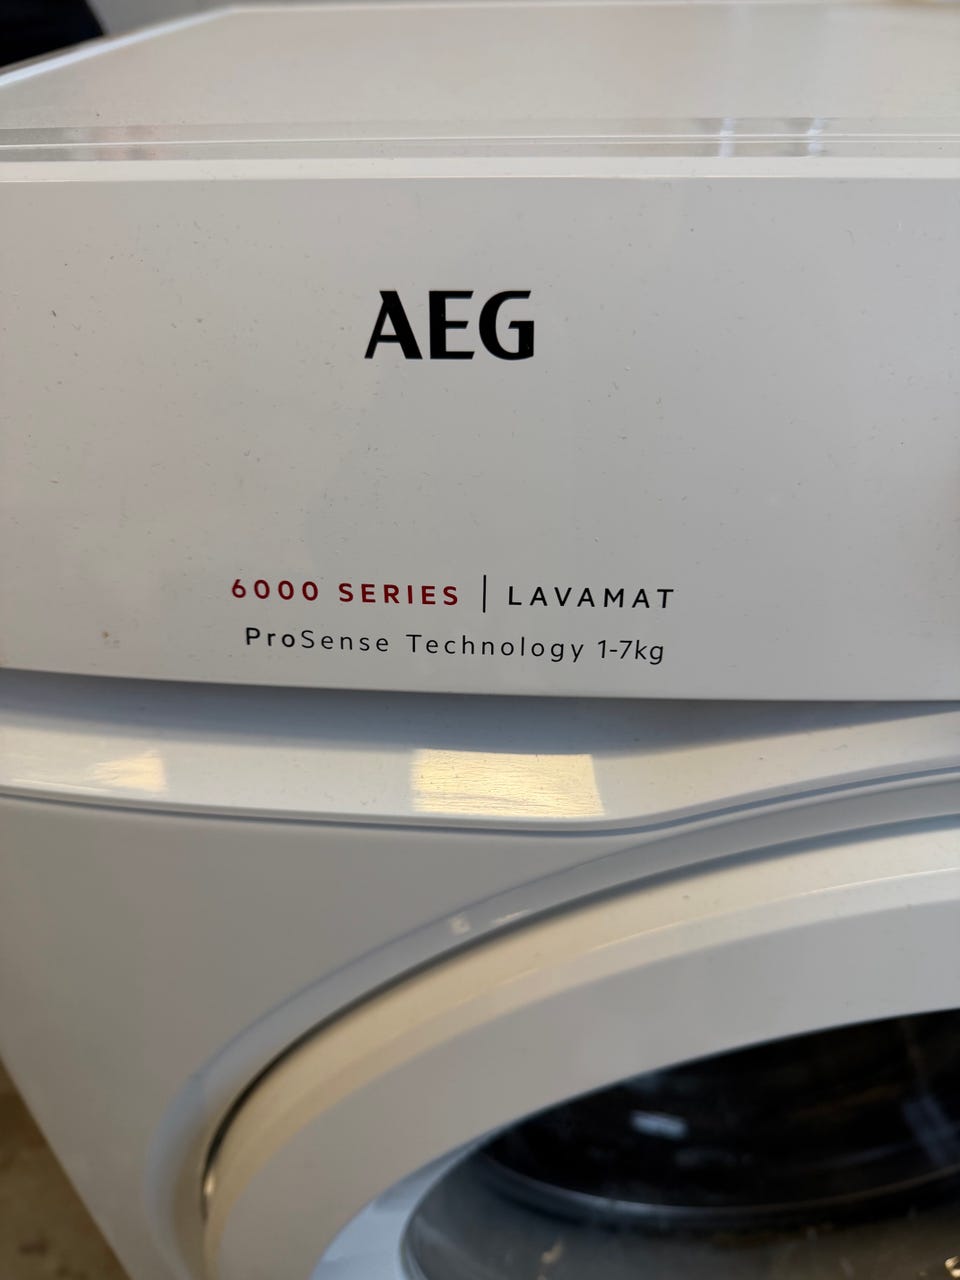 AEG
6000 SERIES | LAVAMAT
ProSense Technology 1-7kg